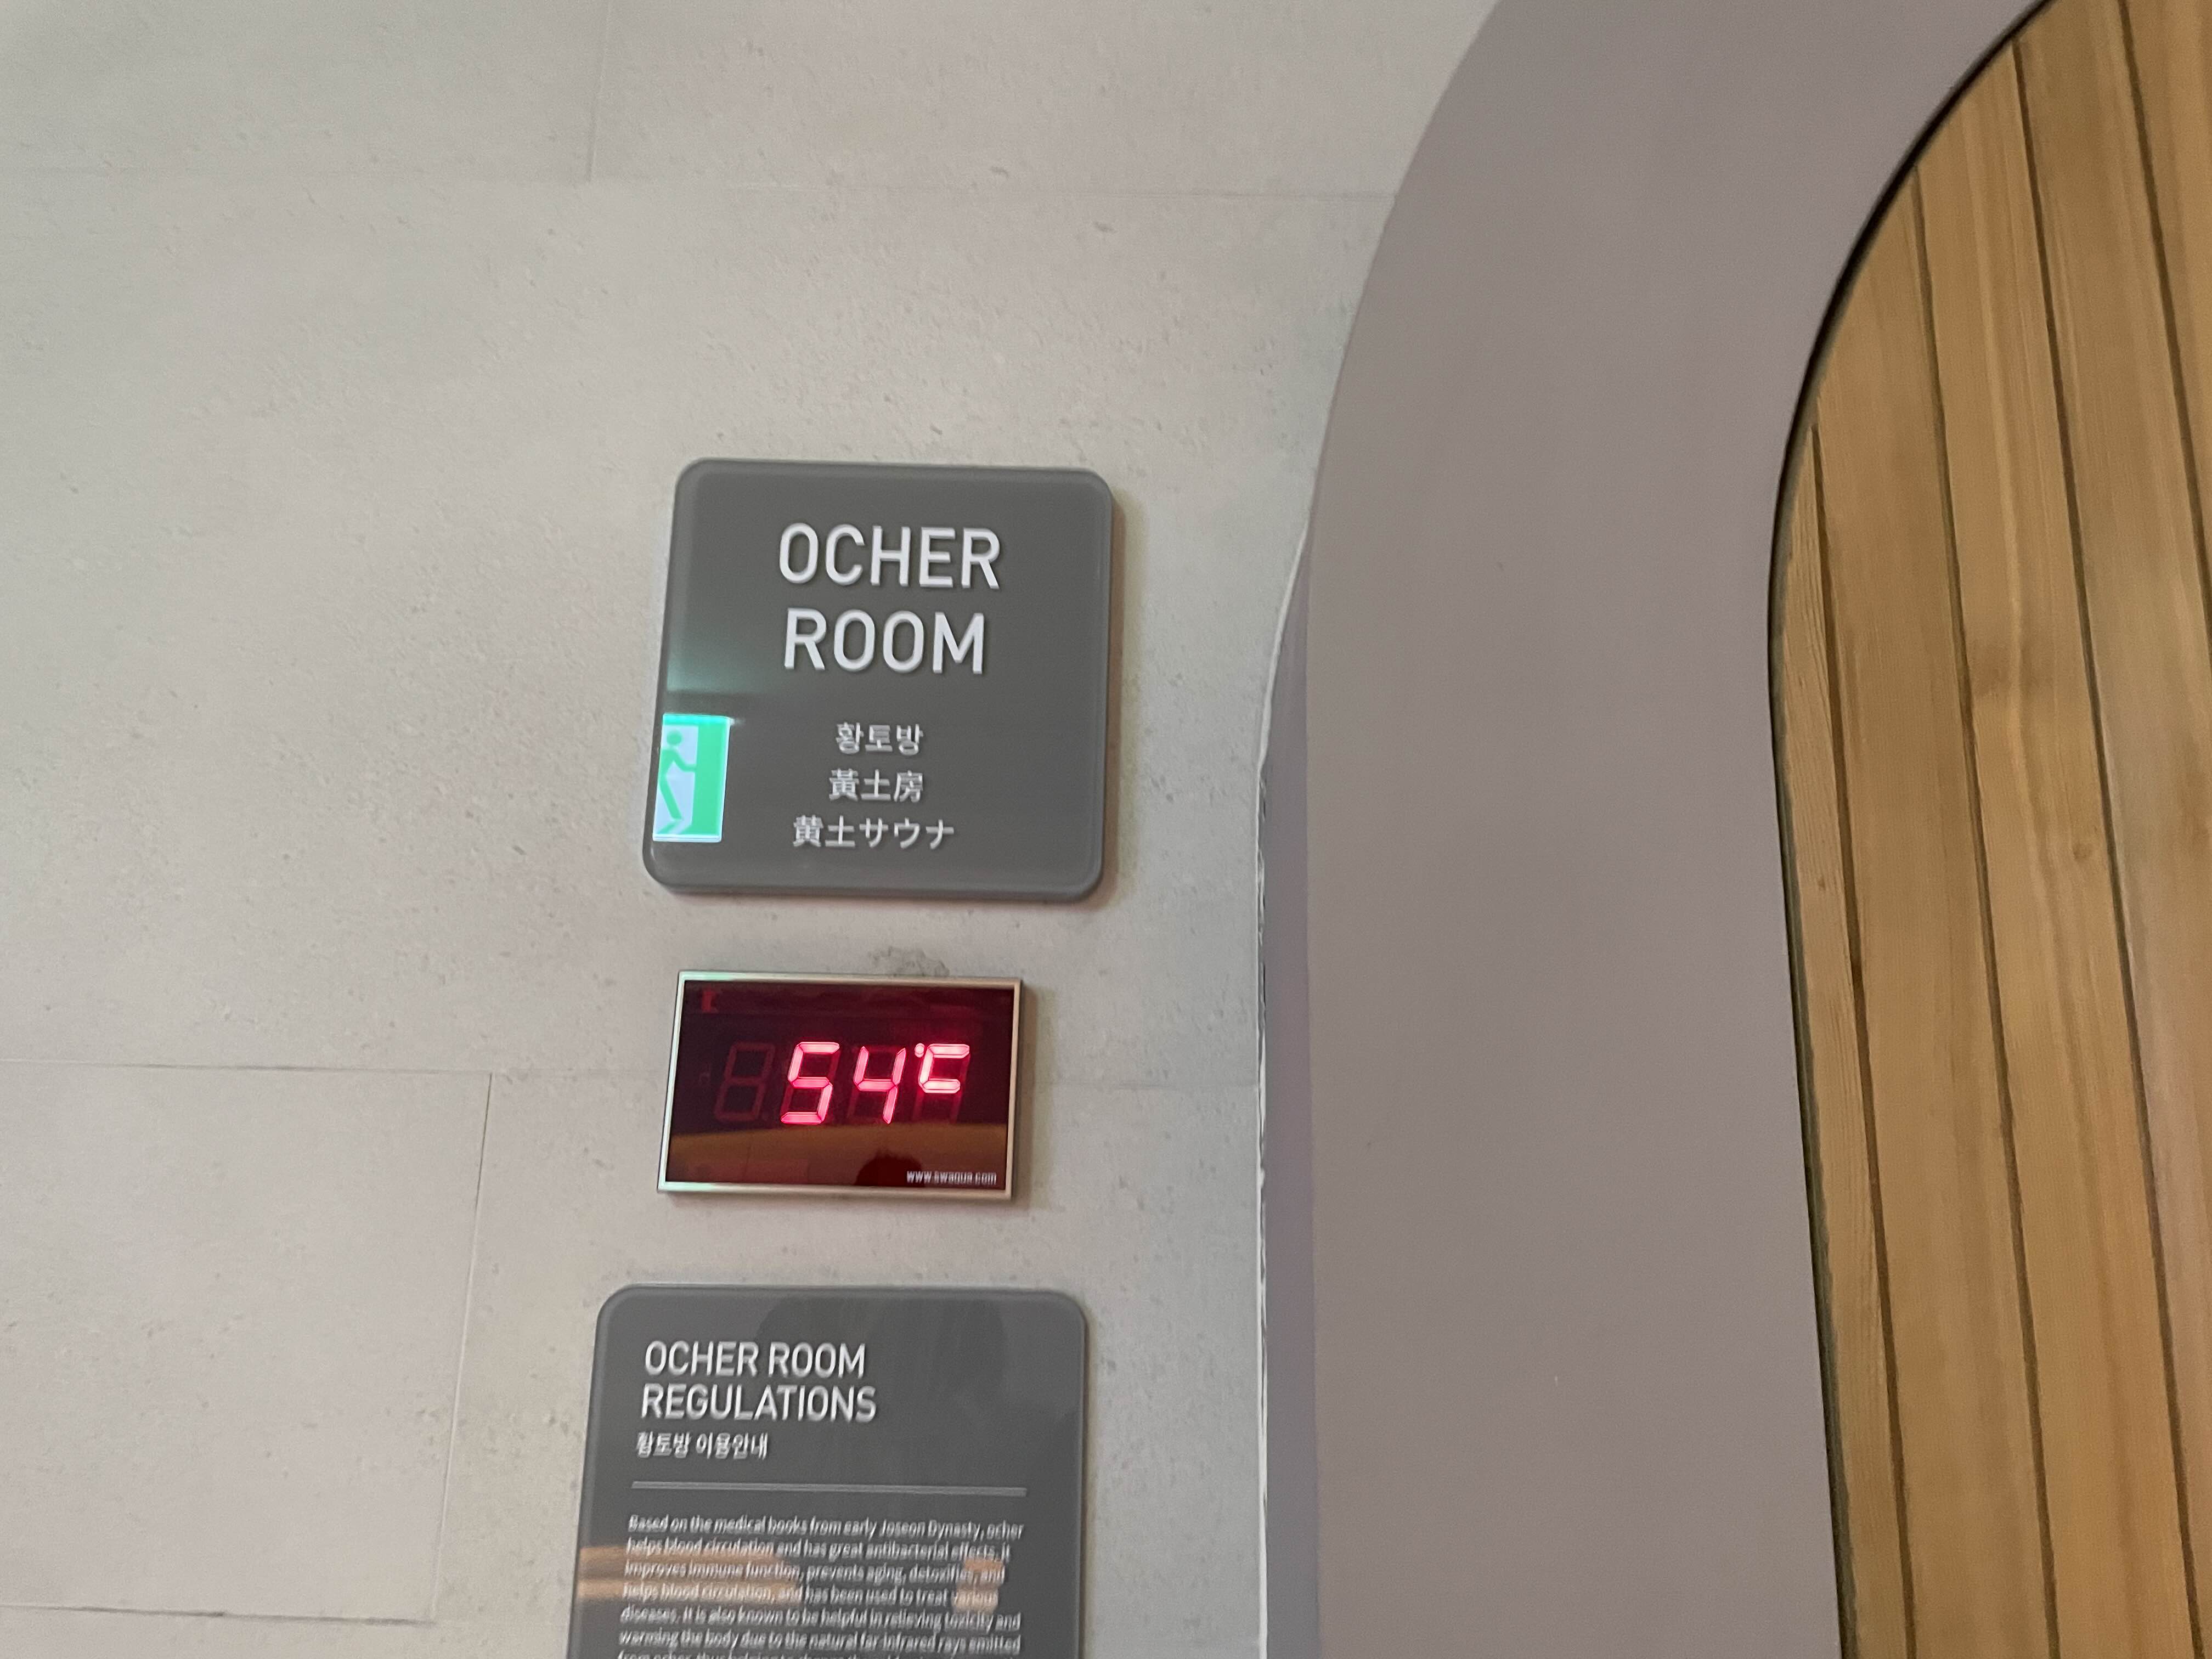 OCHER
ROOM
황토방
黃土房
黄土サウナ
54°C
OCHER ROOM
REGULATIONS
황토방 이용안내
Based on the medical books from early Joseon Dynasty, ocher
helps blood circulation and has great antibacterial effects, it
improves immune function, prevents aging, detoxifies, and
helps blood circulation, and has been used to treat various
diseases. It is also known to be helpful in relieving toxicity and
warming the body due to the natural far infrared rays emitted